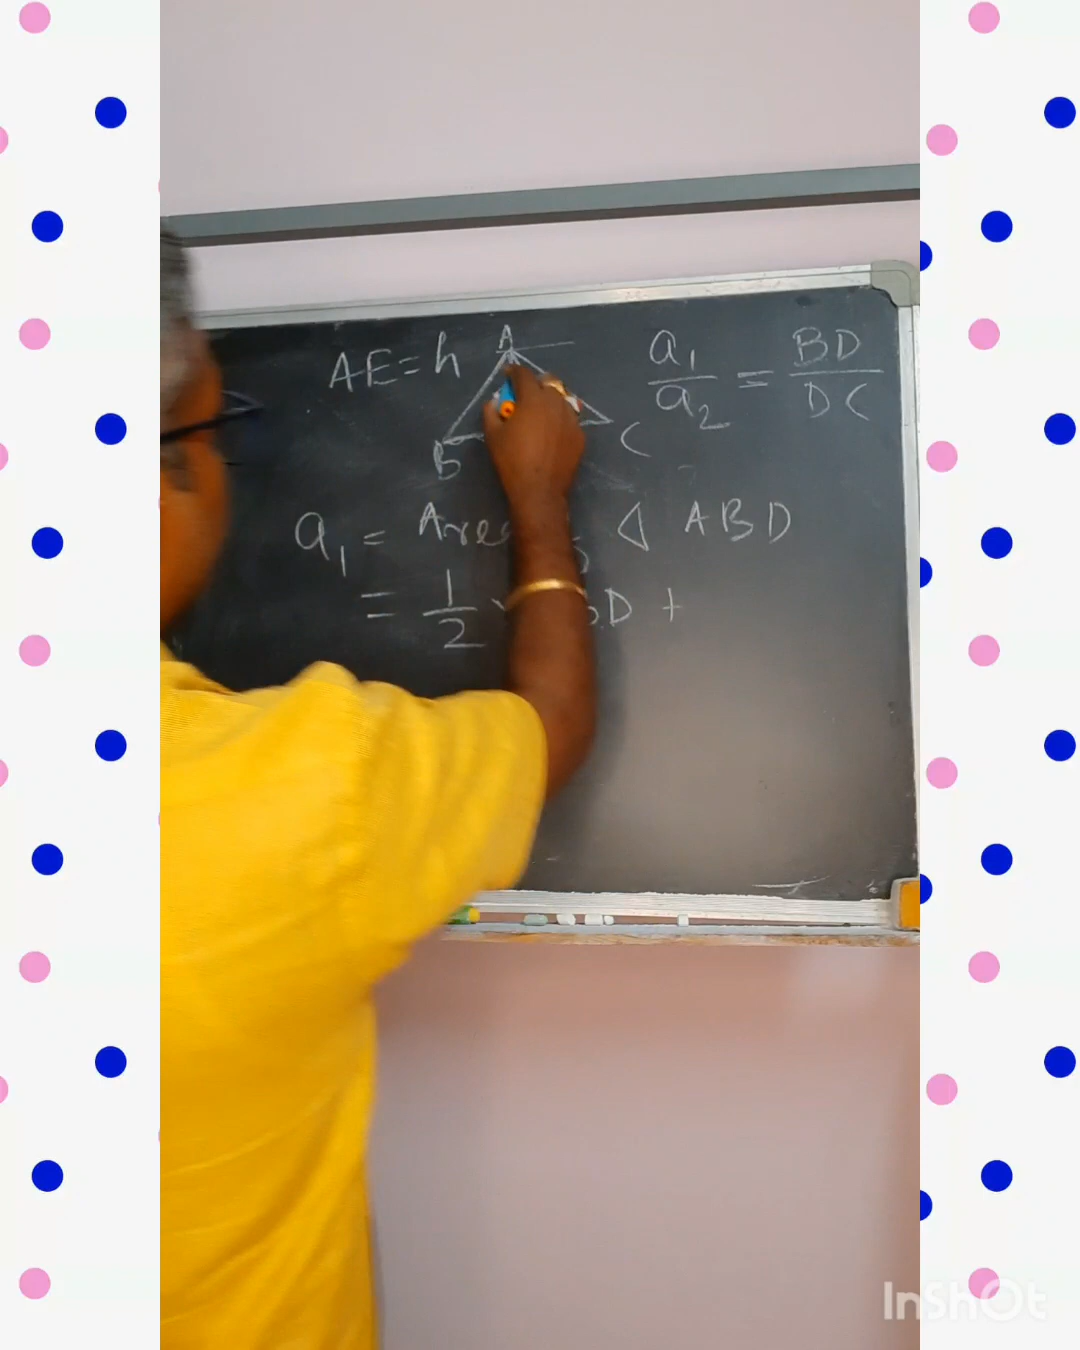 AE = h
A
B
C
a₁/a₂ = BD/DC
a₁ = Area △ ABD
= 1/2 D +
InShOt